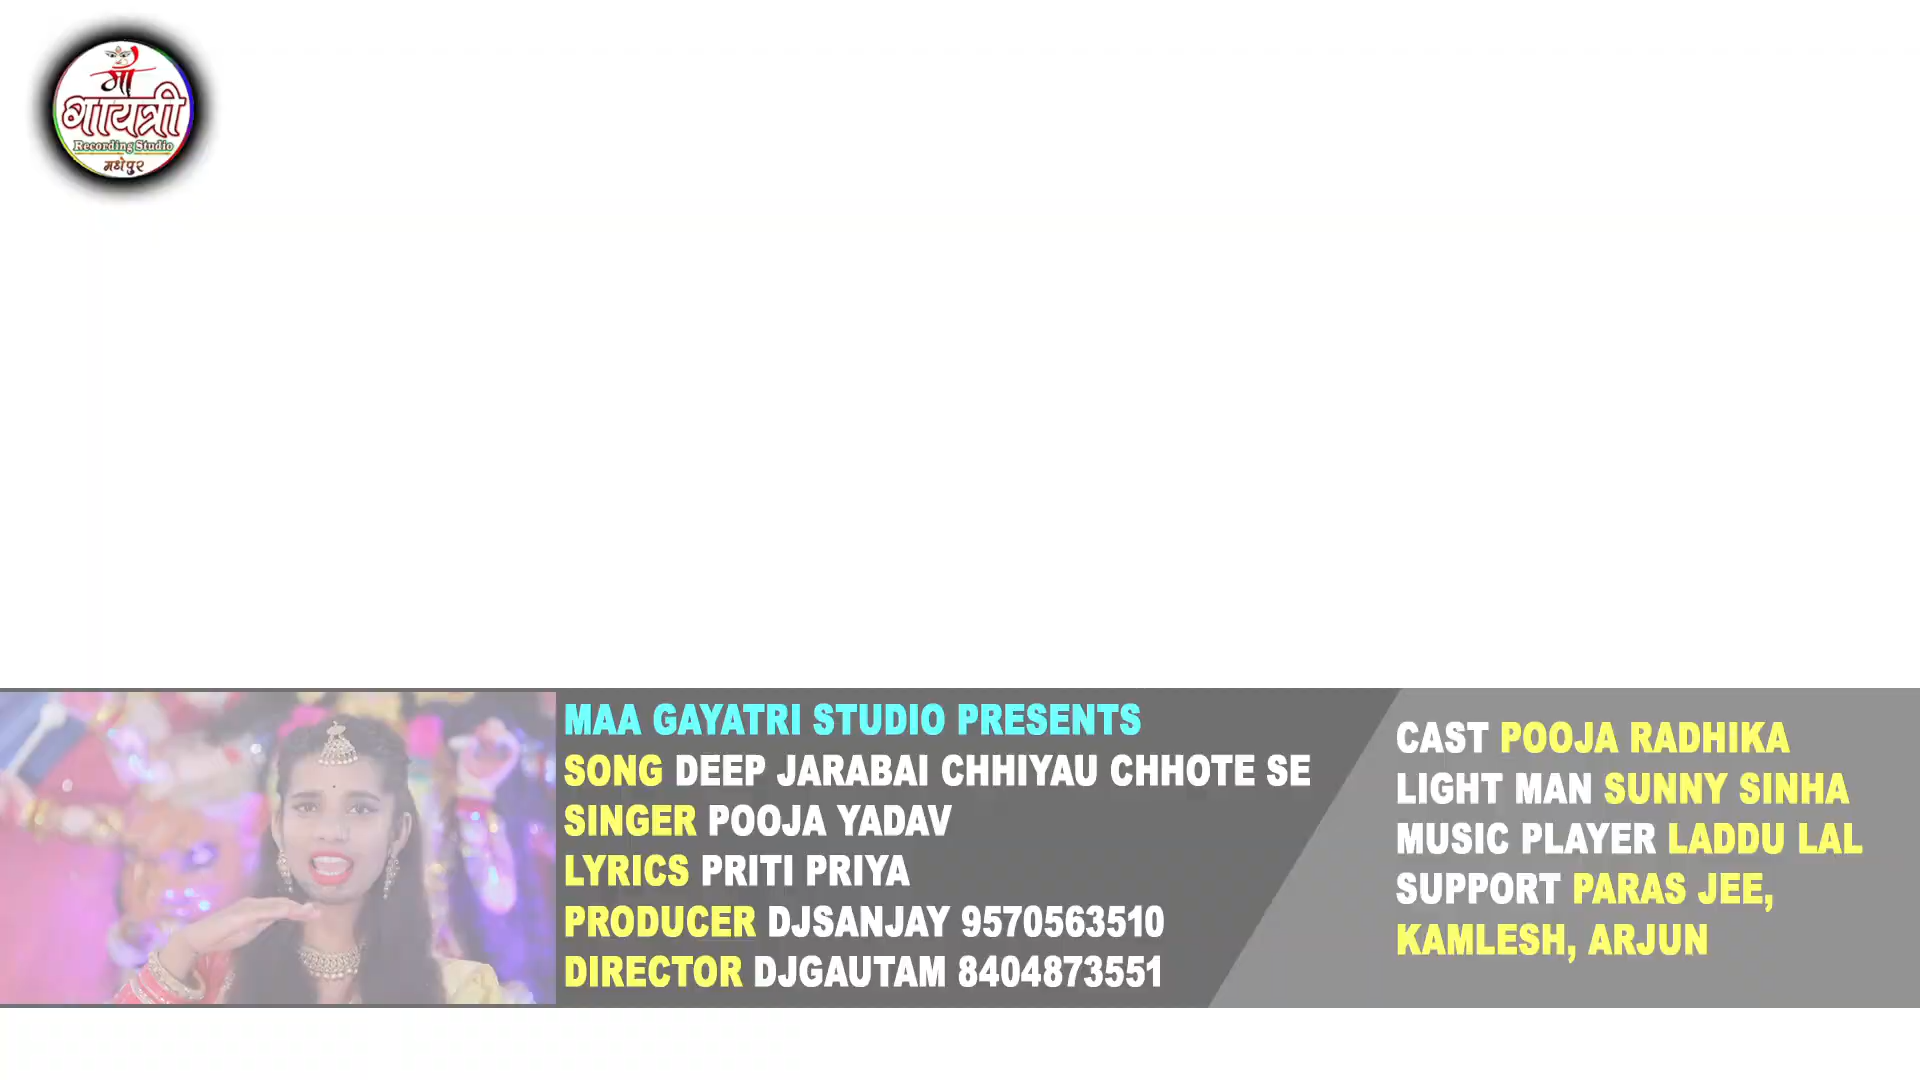 माँ
गायत्री
Recording Studio
मधेपुर
MAA GAYATRI STUDIO PRESENTS
SONG DEEP JARABAI CHHIYAU CHHOTE SE
SINGER POOJA YADAV
LYRICS PRITI PRIYA
PRODUCER DJSANJAY 9570563510
DIRECTOR DJGAUTAM 8404873551
CAST POOJA RADHIKA
LIGHT MAN SUNNY SINHA
MUSIC PLAYER LADDU LAL
SUPPORT PARAS JEE,
KAMLESH, ARJUN